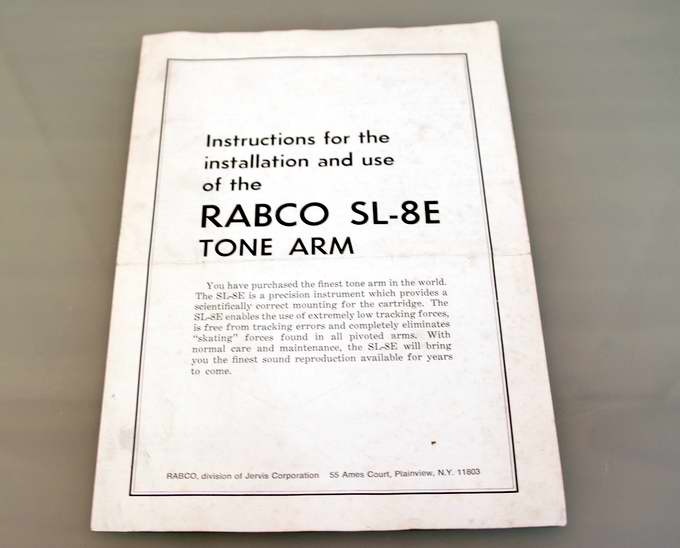 Instructions for the
installation and use
of the
RABCO SL-8E
TONE ARM
You have purchased the finest tone arm in the world.
The SL-8E is a precision instrument which provides a
scientifically correct mounting for the cartridge. The
SL-8E enables the use of extremely low tracking forces,
is free from tracking errors and completely eliminates
“skating” forces found in all pivoted arms. With
normal care and maintenance, the SL-8E will bring
you the finest sound reproduction available for years
to come.
RABCO, division of Jervis Corporation 55 Ames Court, Plainview, N.Y. 11803